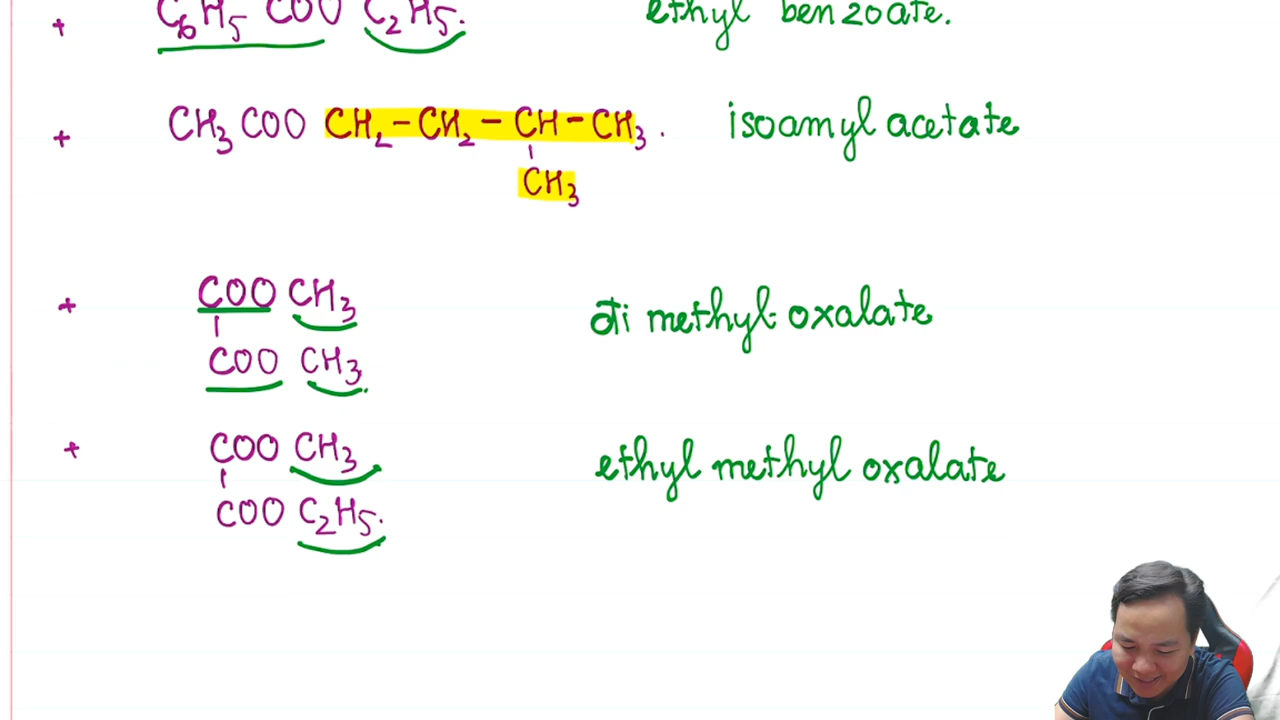 + C6H5 COO C2H5. ethyl benzoate.
+ CH3 COO CH2 - CH2 - CH - CH3. isoamyl acetate
CH3
+ COO CH3 đi methyl oxalate
COO CH3.
+ COO CH3 ethyl methyl oxalate
COO C2H5.